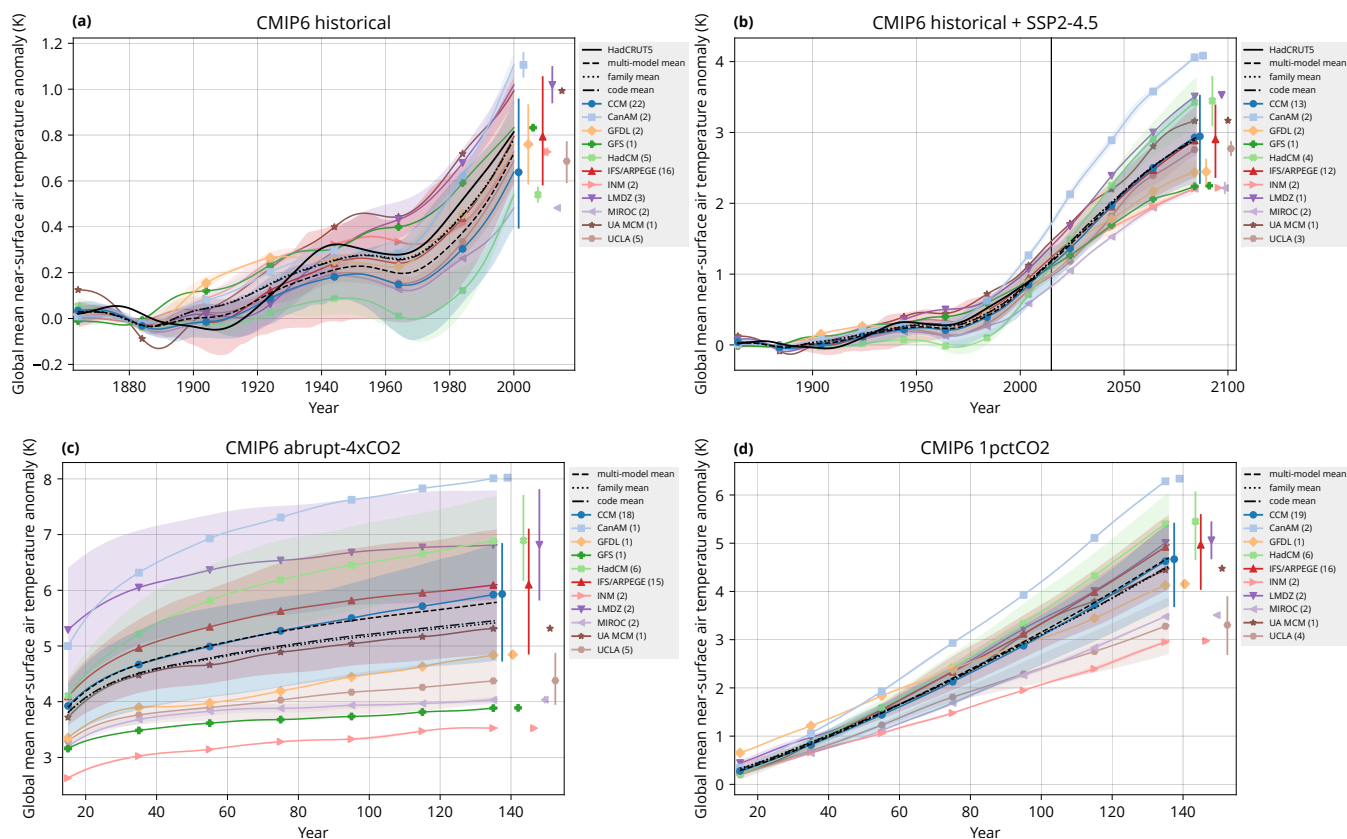 (a) CMIP6 historical
Global mean near-surface air temperature anomaly (K)
1.2
1.0
0.8
0.6
0.4
0.2
0.0
−0.2
1880 1900 1920 1940 1960 1980 2000
Year
HadCRUT5
multi-model mean
family mean
code mean
CCM (22)
CanAM (2)
GFDL (2)
GFS (1)
HadCM (5)
IFS/ARPEGE (16)
INM (2)
LMDZ (3)
MIROC (2)
UA MCM (1)
UCLA (5)
(b) CMIP6 historical + SSP2-4.5
Global mean near-surface air temperature anomaly (K)
4
3
2
1
0
1900 1950 2000 2050 2100
Year
HadCRUT5
multi-model mean
family mean
code mean
CCM (13)
CanAM (2)
GFDL (2)
GFS (1)
HadCM (4)
IFS/ARPEGE (12)
INM (2)
LMDZ (1)
MIROC (2)
UA MCM (1)
UCLA (3)
(c) CMIP6 abrupt-4xCO2
Global mean near-surface air temperature anomaly (K)
8
7
6
5
4
3
20 40 60 80 100 120 140
Year
multi-model mean
family mean
code mean
CCM (18)
CanAM (1)
GFDL (1)
GFS (1)
HadCM (6)
IFS/ARPEGE (15)
INM (2)
LMDZ (2)
MIROC (2)
UA MCM (1)
UCLA (5)
(d) CMIP6 1pctCO2
Global mean near-surface air temperature anomaly (K)
6
5
4
3
2
1
0
20 40 60 80 100 120 140
Year
multi-model mean
family mean
code mean
CCM (19)
CanAM (2)
GFDL (1)
HadCM (6)
IFS/ARPEGE (16)
INM (2)
LMDZ (2)
MIROC (2)
UA MCM (1)
UCLA (4)